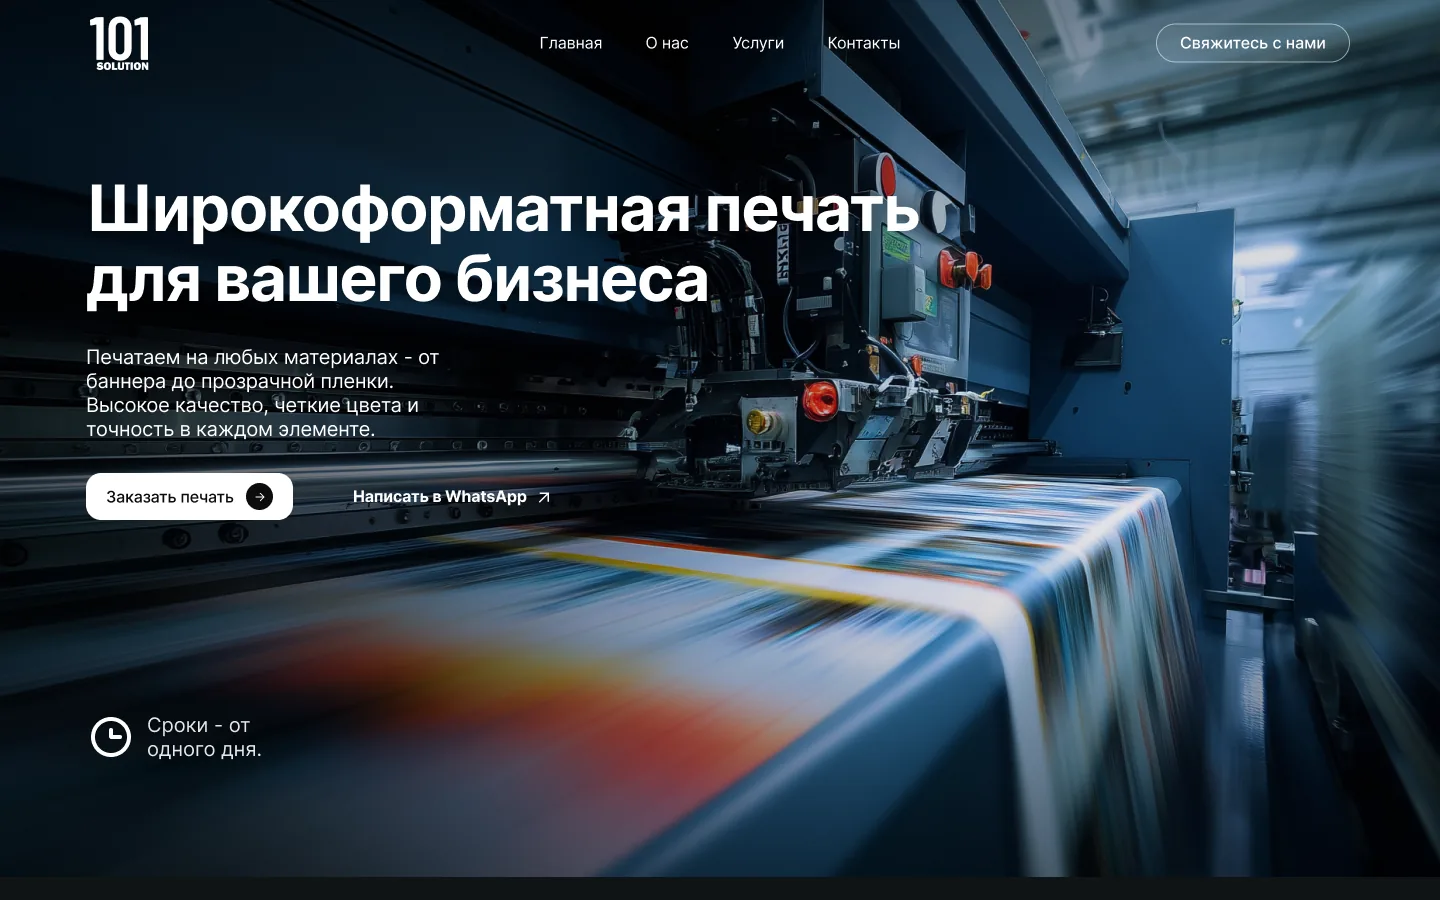 101
SOLUTION
Главная
О нас
Услуги
Контакты
Свяжитесь с нами
Широкоформатная печать
для вашего бизнеса
Печатаем на любых материалах - от
баннера до прозрачной пленки.
Высокое качество, четкие цвета и
точность в каждом элементе.
Заказать печать
Написать в WhatsApp
Сроки - от
одного дня.